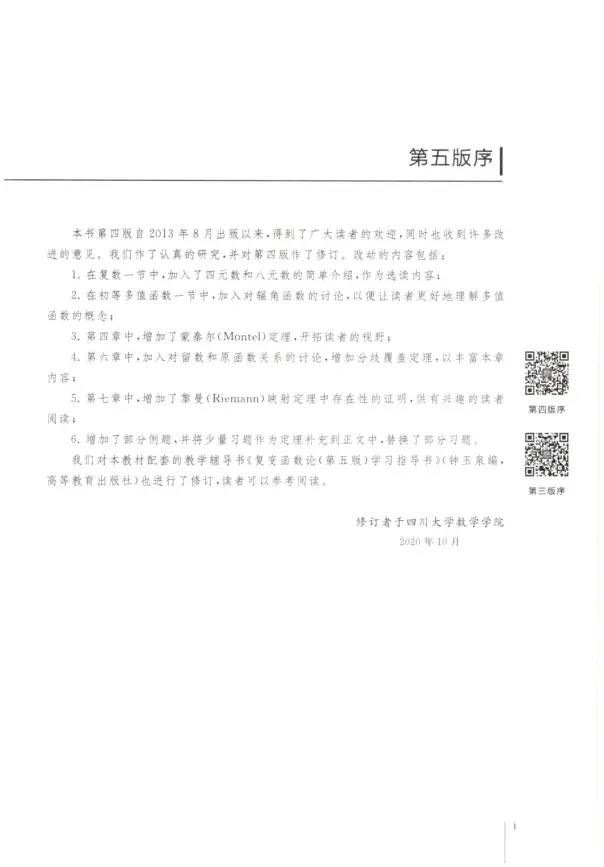 第五版序
本书第四版自 2013 年 8 月出版以来,得到了广大读者的欢迎,同时也收到许多改
进的意见。我们作了认真的研究,并对第四版作了修订。改动的内容包括:
1. 在复数一节中,加入了四元数和八元数的简单介绍,作为选读内容;
2. 在初等多值函数一节中,加入对辐角函数的讨论,以便让读者更好地理解多值
函数的概念;
3. 第四章中,增加了蒙泰尔(Montel)定理,开拓读者的视野;
4. 第六章中,加入对留数和原函数关系的讨论,增加分歧覆盖定理,以丰富本章
内容;
5. 第七章中,增加了黎曼(Riemann)映射定理中存在性的证明,供有兴趣的读者
阅读;
6. 增加了部分例题,并将少量习题作为定理补充到正文中,替换了部分习题。
我们对本教材配套的教学辅导书《复变函数论(第五版)学习指导书》(钟玉泉编,
高等教育出版社)也进行了修订,读者可以参考阅读。
修订者于四川大学数学学院
2020 年 10 月
第四版序
第三版序
i